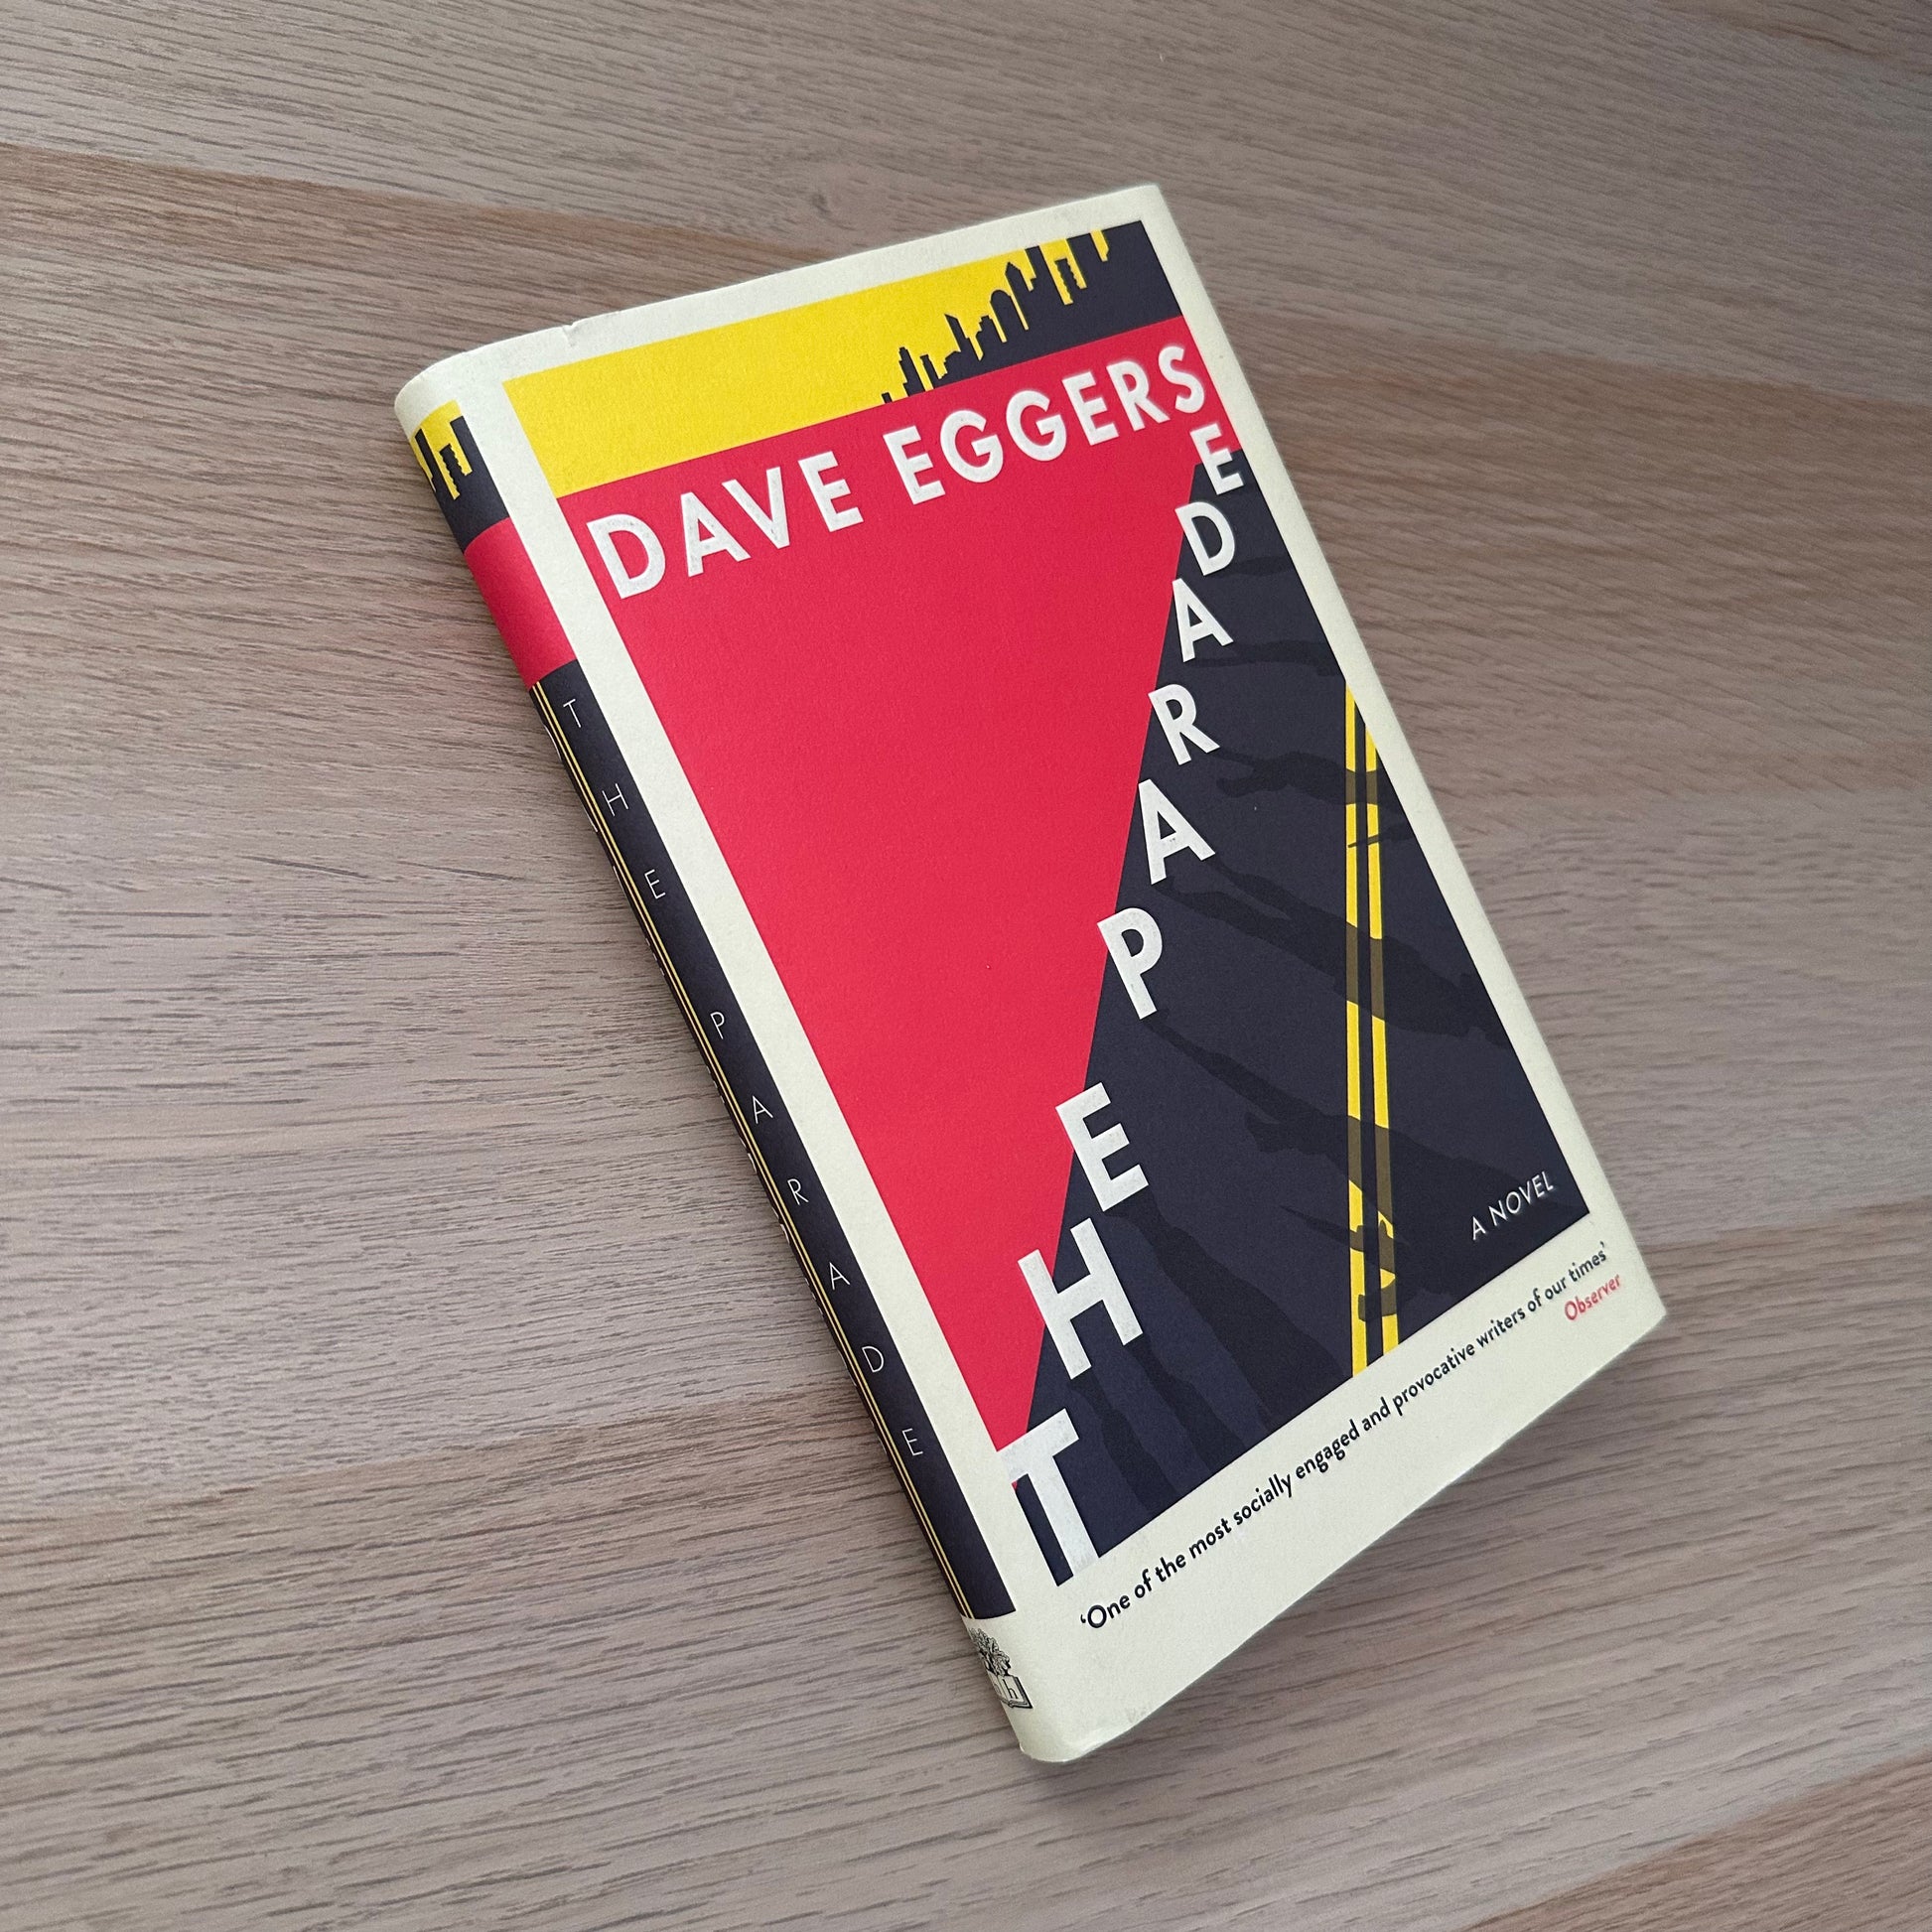 DAVE EGGERS
THE PARADE
A NOVEL
'One of the most socially engaged and provocative writers of our times'
Observer
THE PARADE